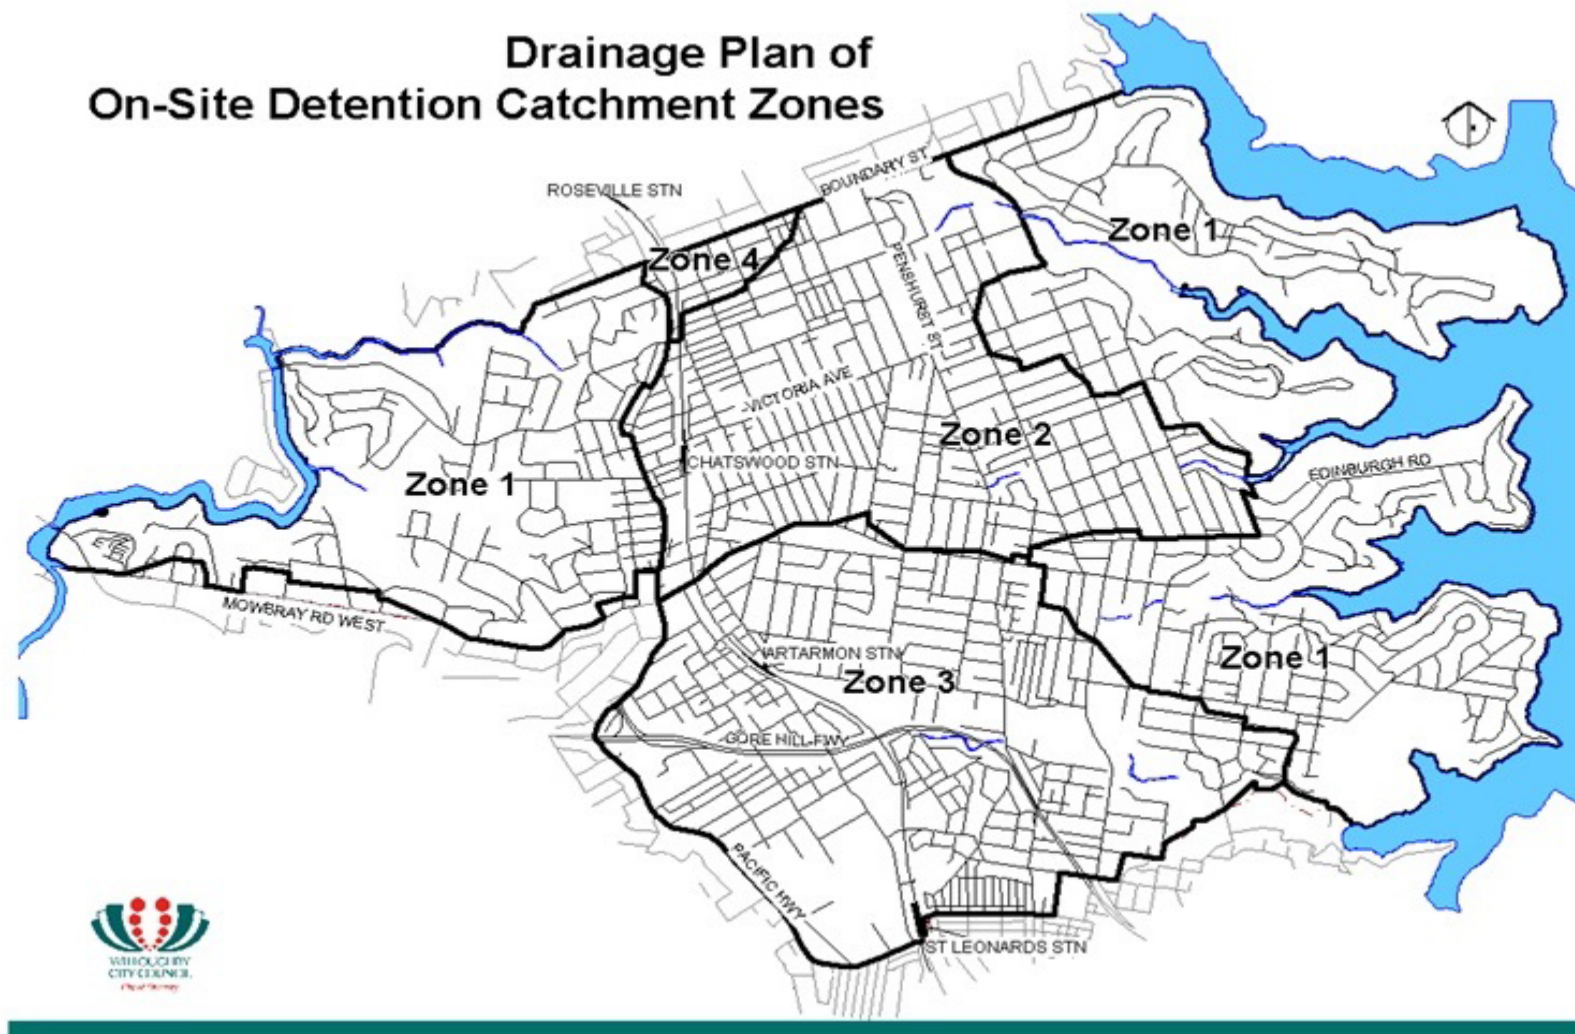 Drainage Plan of
On-Site Detention Catchment Zones
BOUNDARY ST
ROSEVILLE STN
Zone 1
Zone 4
PENSHURST ST
VICTORIA AVE
Zone 2
CHATSWOOD STN
EDINBURGH RD
Zone 1
MOWBRAY RD WEST
ARTARMON STN
Zone 3
Zone 1
GORE HILL FWY
PACIFIC HWY
ST LEONARDS STN
WILLOUGHBY
CITY COUNCIL